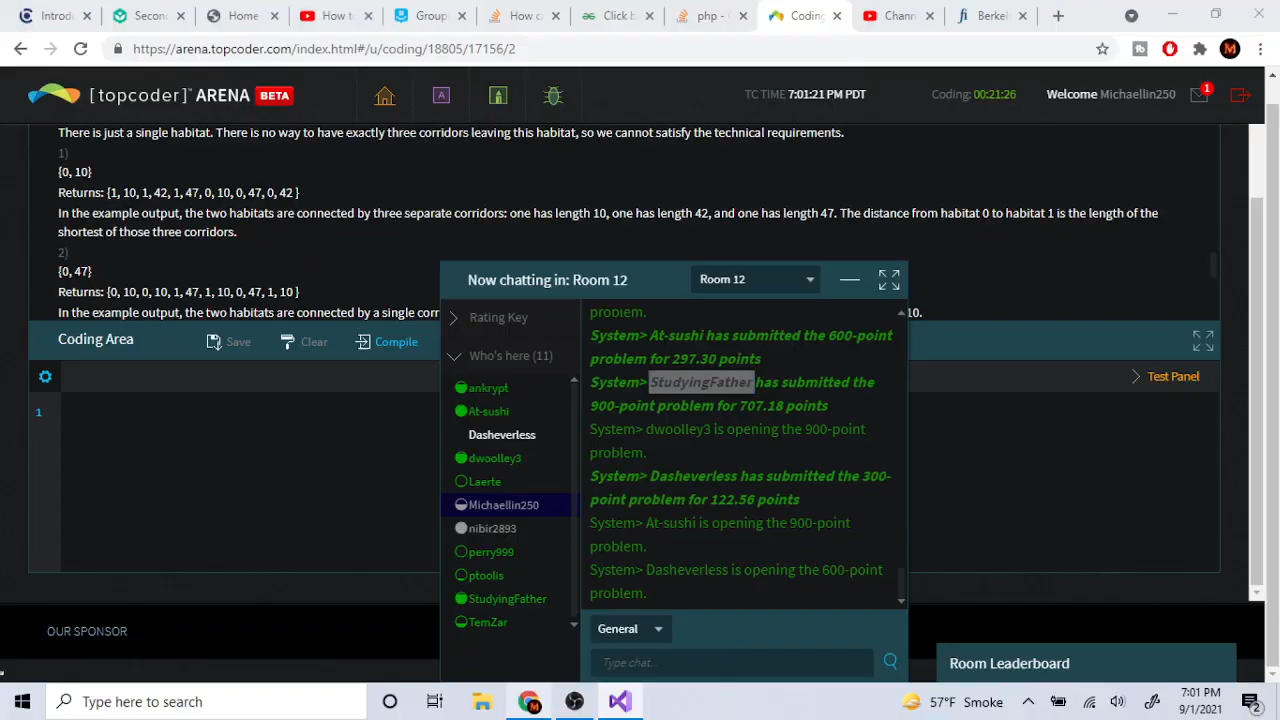 Introdu
Second
Home
How to
Group
How ca
Click b
php - C
Coding
Chann
Berkel
https://arena.topcoder.com/index.html#/u/coding/18805/17156/2
[topcoder]™ ARENA BETA
TC TIME 7:01:21 PM PDT
Coding: 00:21:26
Welcome Michaellin250
1
There is just a single habitat. There is no way to have exactly three corridors leaving this habitat, so we cannot satisfy the technical requirements.
1)
{0, 10}
Returns: {1, 10, 1, 42, 1, 47, 0, 10, 0, 47, 0, 42 }
In the example output, the two habitats are connected by three separate corridors: one has length 10, one has length 42, and one has length 47. The distance from habitat 0 to habitat 1 is the length of the
shortest of those three corridors.
2)
{0, 47}
Returns: {0, 10, 0, 10, 1, 47, 1, 10, 0, 47, 1, 10 }
In the example output, the two habitats are connected by a single corr
10.
Coding Area
Save
Clear
Compile
Test Panel
1
Now chatting in: Room 12
Room 12
Rating Key
Who's here (11)
ankrypt
At-sushi
Dasheverless
dwoolley3
Laerte
Michaellin250
nibir2893
perry999
ptoolis
StudyingFather
TemZar
problem.
System> At-sushi has submitted the 600-point
problem for 297.30 points
System> StudyingFather has submitted the
900-point problem for 707.18 points
System> dwoolley3 is opening the 900-point
problem.
System> Dasheverless has submitted the 300-
point problem for 122.56 points
System> At-sushi is opening the 900-point
problem.
System> Dasheverless is opening the 600-point
problem.
General
Type chat...
OUR SPONSOR
Room Leaderboard
Type here to search
57°F Smoke
7:01 PM
9/1/2021
2